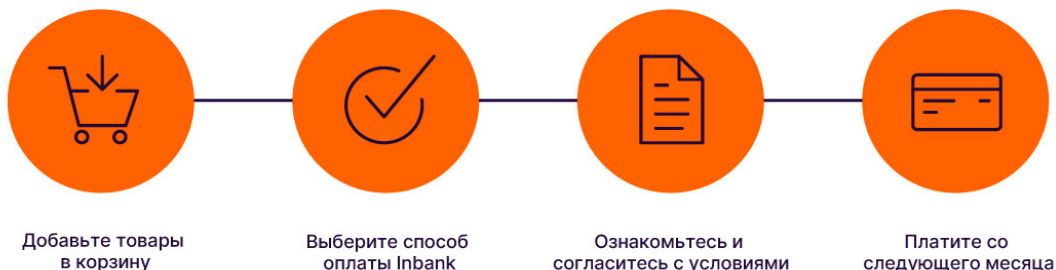 Добавьте товары
в корзину
Выберите способ
оплаты Inbank
Ознакомьтесь и
согласитесь с условиями
Платите со
следующего месяца